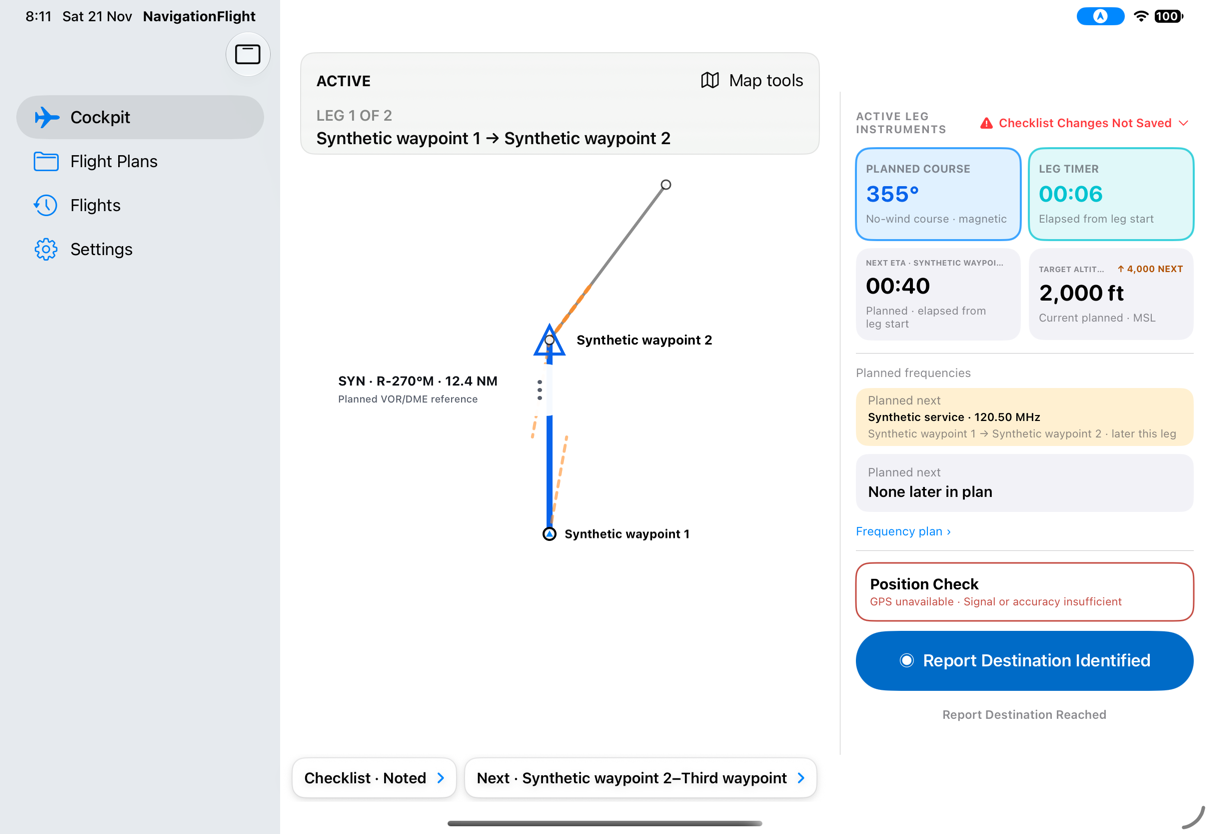 8:11 Sat 21 Nov NavigationFlight
100
Cockpit
Flight Plans
Flights
Settings
ACTIVE
Map tools
LEG 1 OF 2
Synthetic waypoint 1 → Synthetic waypoint 2
Synthetic waypoint 2
SYN · R-270°M · 12.4 NM
Planned VOR/DME reference
Synthetic waypoint 1
Checklist · Noted
Next · Synthetic waypoint 2–Third waypoint
ACTIVE LEG
INSTRUMENTS
Checklist Changes Not Saved
PLANNED COURSE
355°
No-wind course · magnetic
LEG TIMER
00:06
Elapsed from leg start
NEXT ETA · SYNTHETIC WAYPOI...
00:40
Planned · elapsed from
leg start
TARGET ALTIT... ↑ 4,000 NEXT
2,000 ft
Current planned · MSL
Planned frequencies
Planned next
Synthetic service · 120.50 MHz
Synthetic waypoint 1 → Synthetic waypoint 2 · later this leg
Planned next
None later in plan
Frequency plan ›
Position Check
GPS unavailable · Signal or accuracy insufficient
Report Destination Identified
Report Destination Reached